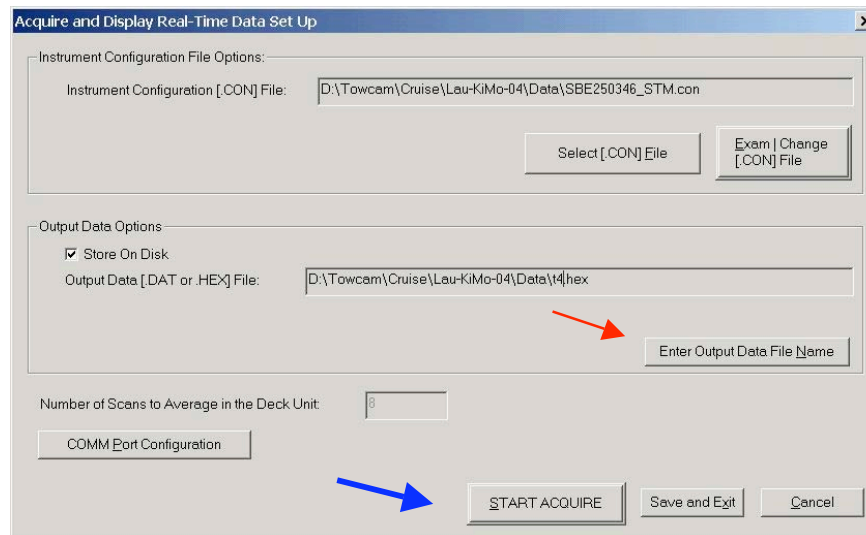 Acquire and Display Real-Time Data Set Up
Instrument Configuration File Options:
Instrument Configuration [.CON] File:
D:\Towcam\Cruise\Lau-KiMo-04\Data\SBE250346_STM.con
Select [.CON] File
Exam | Change
[.CON] File
Output Data Options
Store On Disk
Output Data [.DAT or .HEX] File:
D:\Towcam\Cruise\Lau-KiMo-04\Data\t4.hex
Enter Output Data File Name
Number of Scans to Average in the Deck Unit:
8
COMM Port Configuration
START ACQUIRE
Save and Exit
Cancel